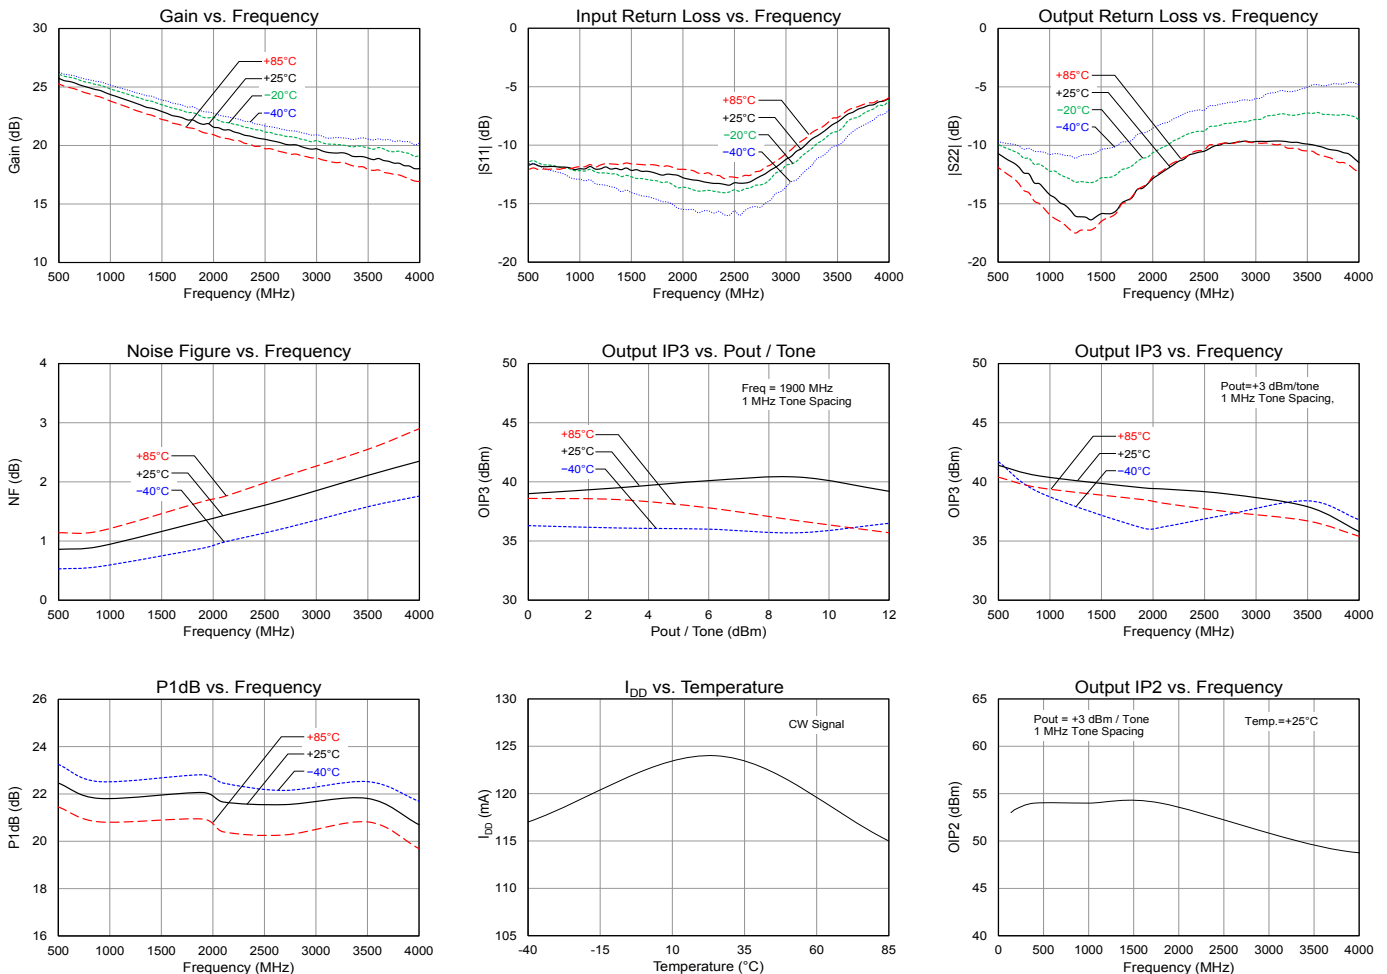 Gain vs. Frequency
30
25
20
15
10
Gain (dB)
+85°C
+25°C
−20°C
−40°C
500 1000 1500 2000 2500 3000 3500 4000
Frequency (MHz)
Input Return Loss vs. Frequency
0
-5
-10
-15
-20
|S11| (dB)
+85°C
+25°C
−20°C
−40°C
500 1000 1500 2000 2500 3000 3500 4000
Frequency (MHz)
Output Return Loss vs. Frequency
0
-5
-10
-15
-20
|S22| (dB)
+85°C
+25°C
−20°C
−40°C
500 1000 1500 2000 2500 3000 3500 4000
Frequency (MHz)
Noise Figure vs. Frequency
4
3
2
1
0
NF (dB)
+85°C
+25°C
−40°C
500 1000 1500 2000 2500 3000 3500 4000
Frequency (MHz)
Output IP3 vs. Pout / Tone
50
45
40
35
30
OIP3 (dBm)
Freq = 1900 MHz
1 MHz Tone Spacing
+85°C
+25°C
−40°C
0 2 4 6 8 10 12
Pout / Tone (dBm)
Output IP3 vs. Frequency
50
45
40
35
30
OIP3 (dBm)
Pout=+3 dBm/tone
1 MHz Tone Spacing,
+85°C
+25°C
−40°C
500 1000 1500 2000 2500 3000 3500 4000
Frequency (MHz)
P1dB vs. Frequency
26
24
22
20
18
16
P1dB (dB)
+85°C
+25°C
−40°C
500 1000 1500 2000 2500 3000 3500 4000
Frequency (MHz)
IDD vs. Temperature
130
125
120
115
110
105
IDD (mA)
CW Signal
-40 -15 10 35 60 85
Temperature (°C)
Output IP2 vs. Frequency
65
60
55
50
45
40
OIP2 (dBm)
Pout = +3 dBm / Tone
1 MHz Tone Spacing
Temp.=+25°C
0 500 1000 1500 2000 2500 3000 3500 4000
Frequency (MHz)